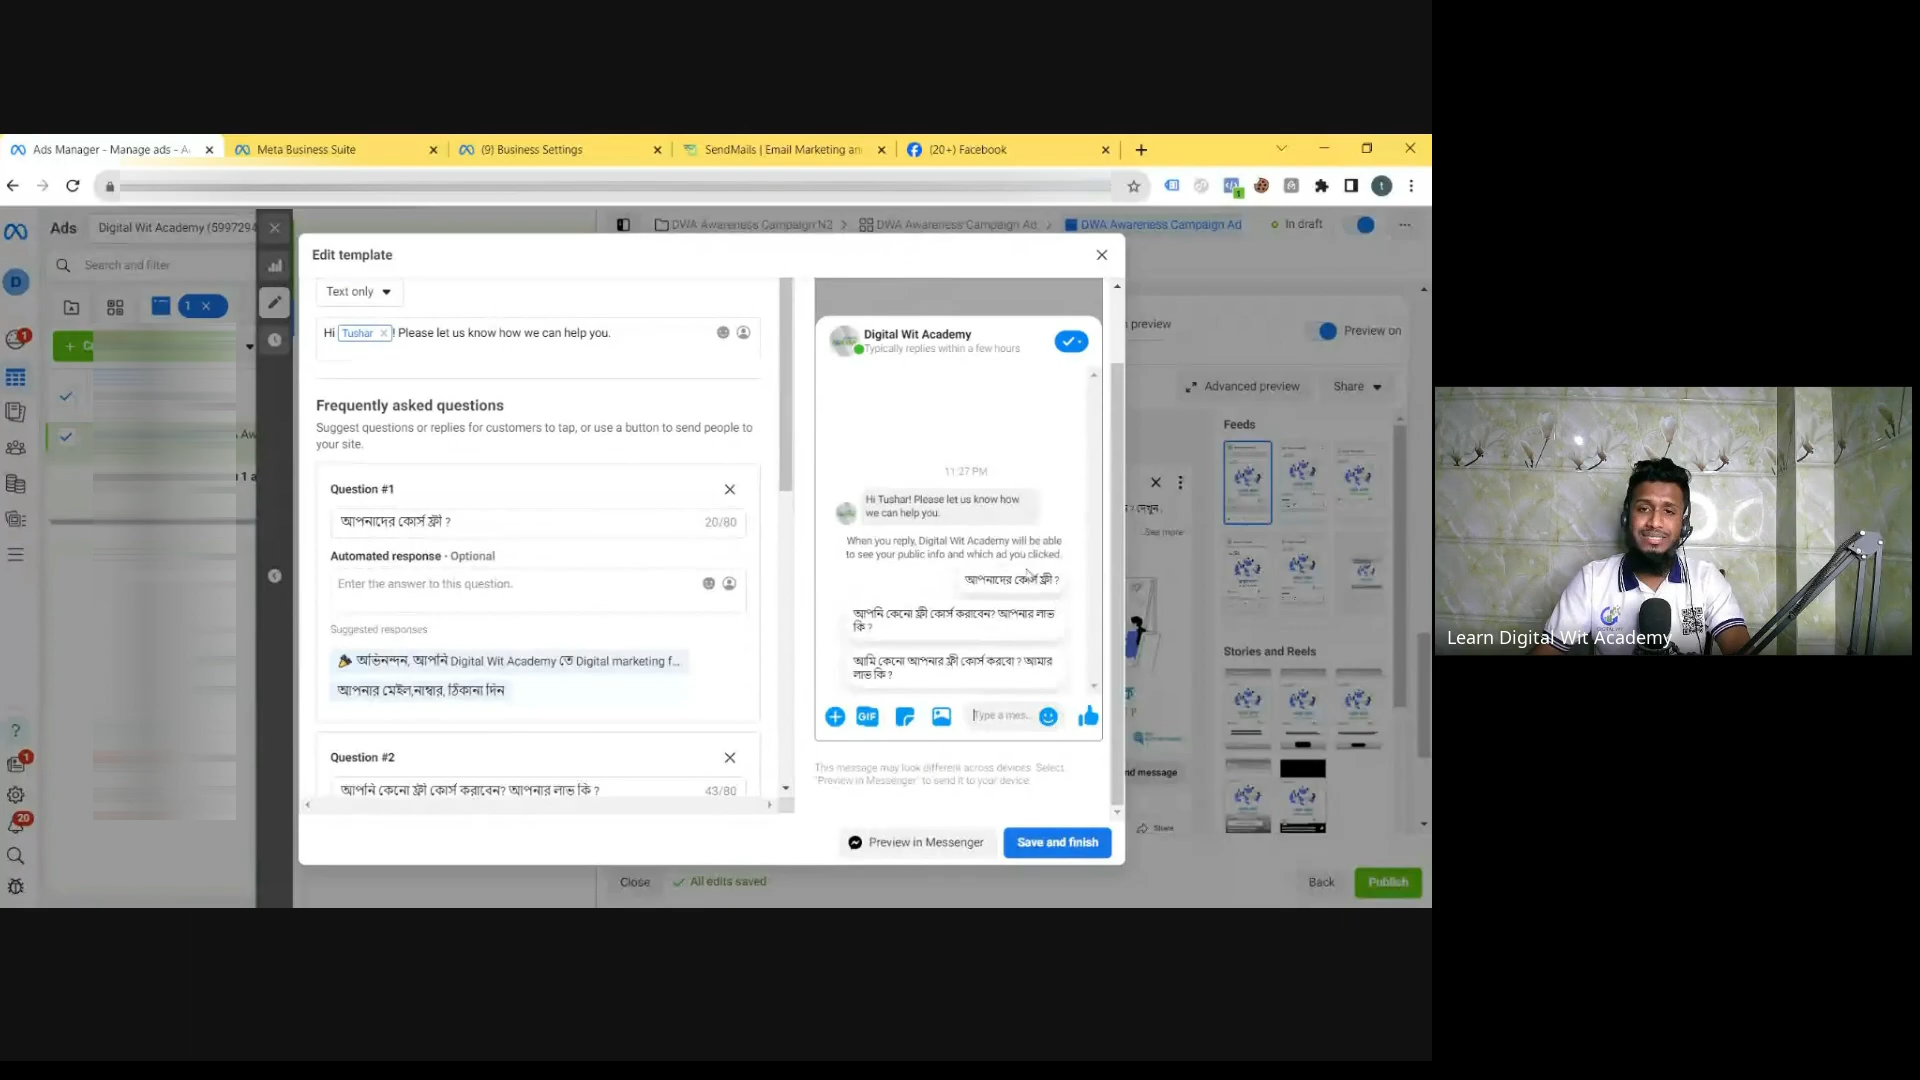 Ads Manager - Manage ads - A
Meta Business Suite
(9) Business Settings
SendMails | Email Marketing an
(20+) Facebook
Ads
Digital Wit Academy (5997294
DWA Awareness Campaign N2
DWA Awareness Campaign Ad
DWA Awareness Campaign Ad
In draft
Search and filter
D
1
Edit template
Text only
Hi Tushar ! Please let us know how we can help you.
Frequently asked questions
Suggest questions or replies for customers to tap, or use a button to send people to
your site.
Question #1
আপনাদের কোর্স ফ্রী ?
20/80
Automated response - Optional
Enter the answer to this question.
Suggested responses
অভিনন্দন, আপনি Digital Wit Academy তে Digital marketing f...
আপনার মেইল,নাম্বার, ঠিকানা দিন
Question #2
আপনি কেনো ফ্রী কোর্স করাবেন? আপনার লাভ কি ?
43/80
Digital Wit Academy
Typically replies within a few hours
11:27 PM
Hi Tushar! Please let us know how
we can help you.
When you reply, Digital Wit Academy will be able
to see your public info and which ad you clicked.
আপনাদের কোর্স ফ্রী ?
আপনি কেনো ফ্রী কোর্স করাবেন? আপনার লাভ
কি ?
আমি কেনো আপনার ফ্রী কোর্স করবো ? আমার
লাভ কি ?
GIF
Type a mes...
This message may look different across devices. Select
"Preview in Messenger" to send it to your device.
Preview in Messenger
Save and finish
preview
Preview on
Advanced preview
Share
Feeds
See more
Stories and Reels
nd message
Share
Close
All edits saved
Back
Publish
20
Learn Digital Wit Academy